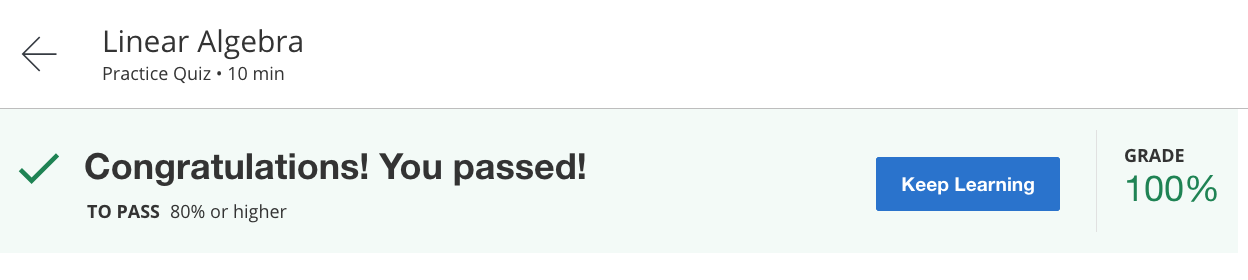 Linear Algebra
Practice Quiz • 10 min
Congratulations! You passed!
TO PASS 80% or higher
Keep Learning
GRADE
100%